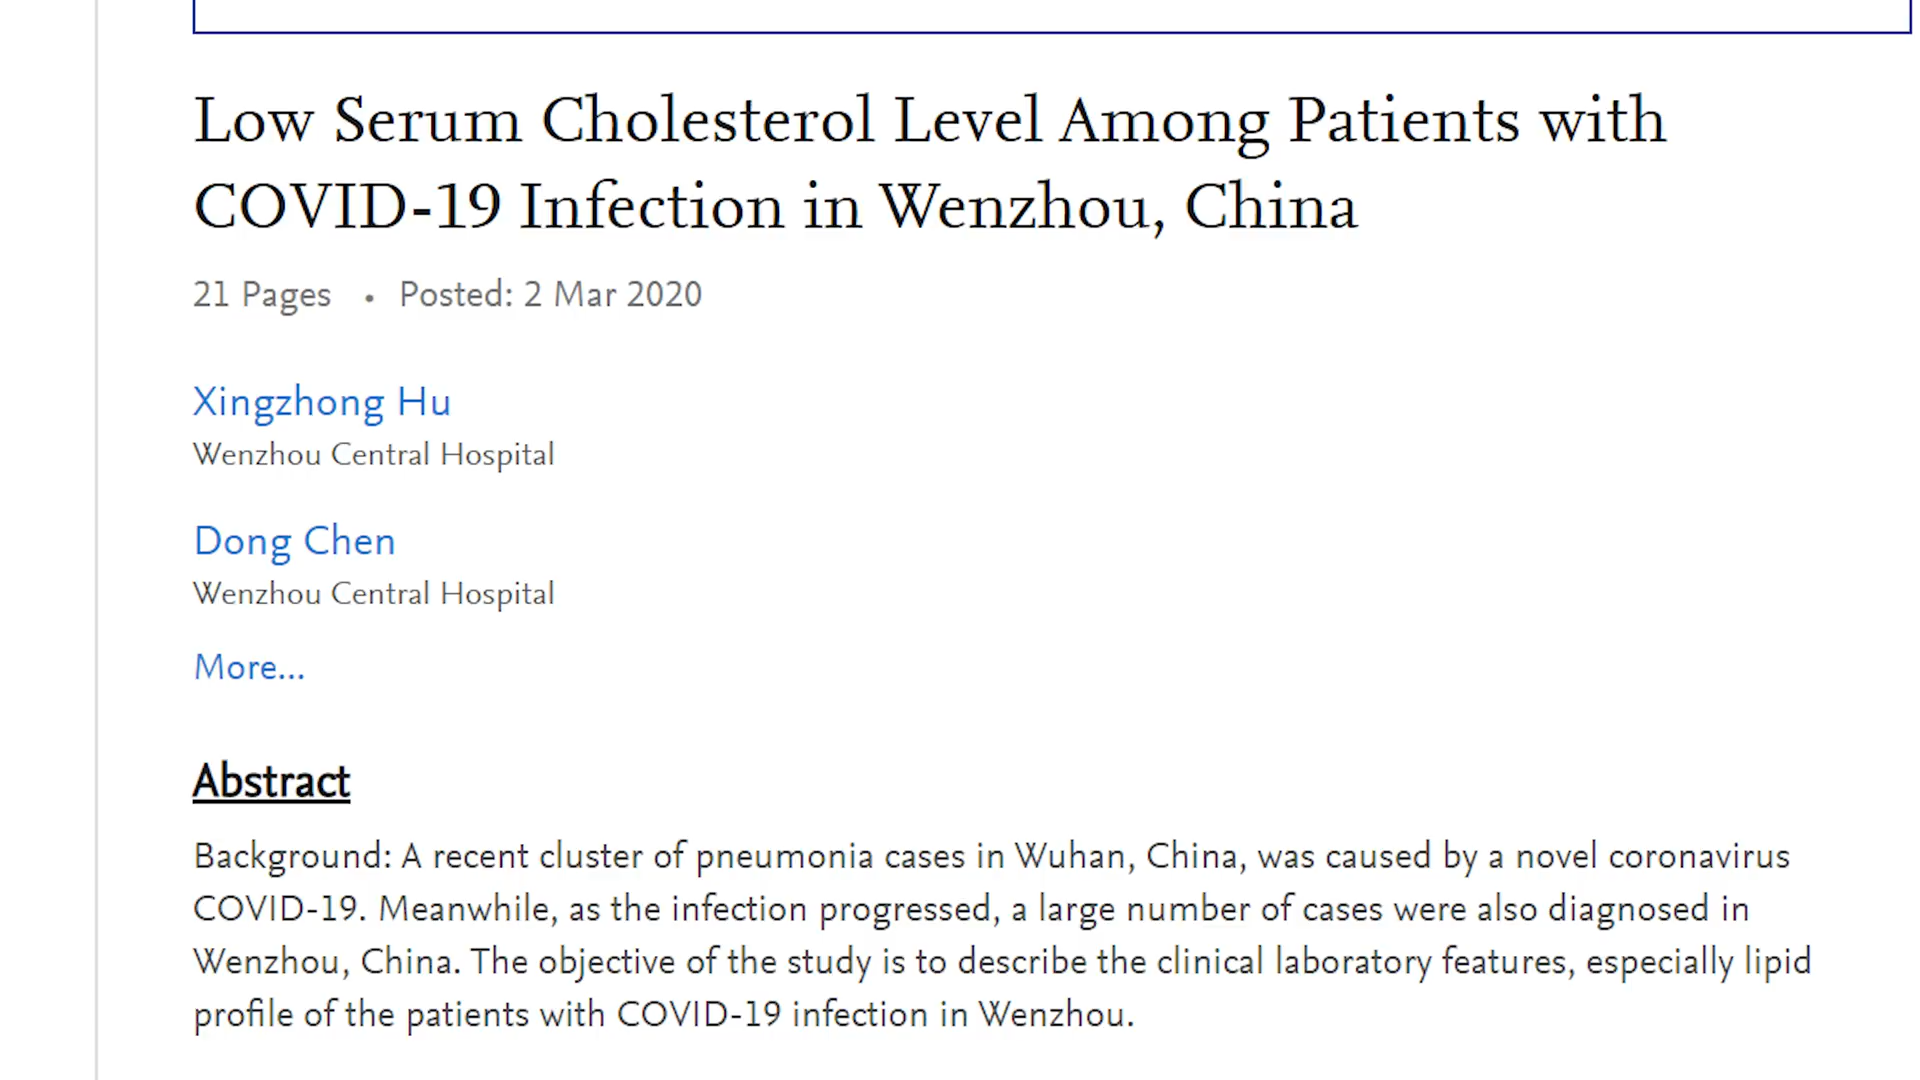 Low Serum Cholesterol Level Among Patients with
COVID-19 Infection in Wenzhou, China
21 Pages • Posted: 2 Mar 2020
Xingzhong Hu
Wenzhou Central Hospital
Dong Chen
Wenzhou Central Hospital
More...
Abstract
Background: A recent cluster of pneumonia cases in Wuhan, China, was caused by a novel coronavirus
COVID-19. Meanwhile, as the infection progressed, a large number of cases were also diagnosed in
Wenzhou, China. The objective of the study is to describe the clinical laboratory features, especially lipid
profile of the patients with COVID-19 infection in Wenzhou.